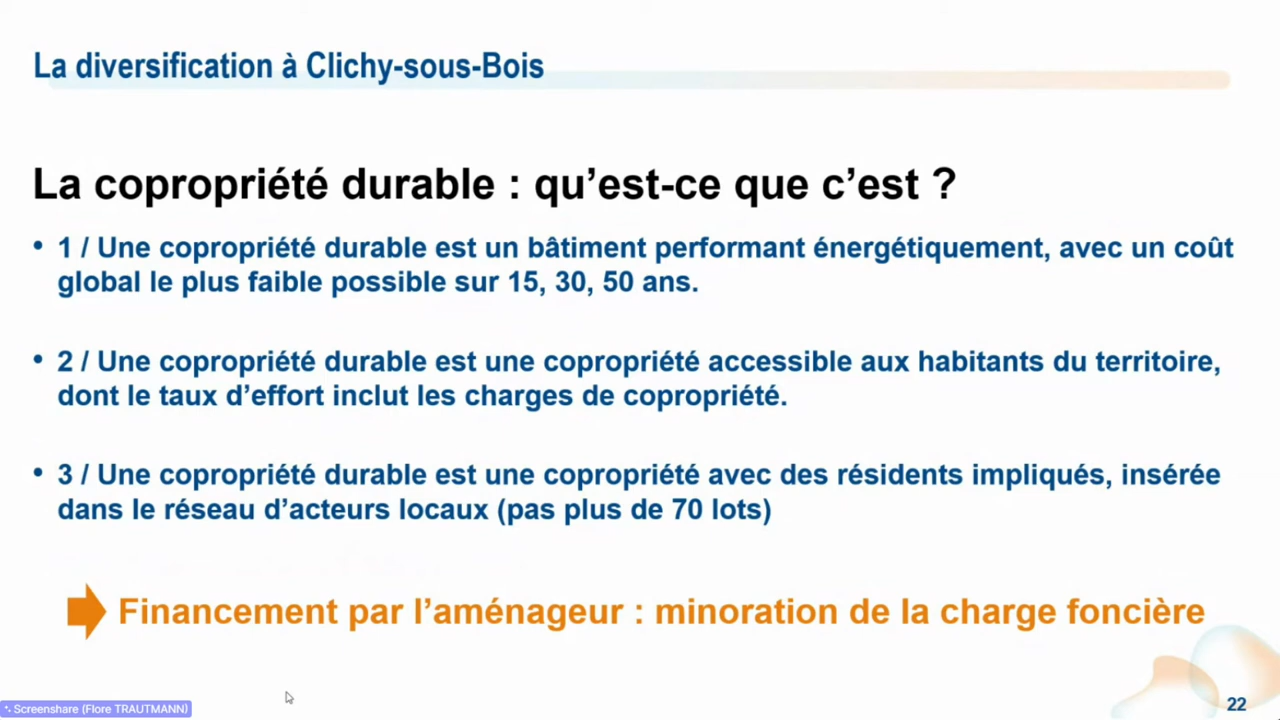 La diversification à Clichy-sous-Bois
La copropriété durable : qu’est-ce que c’est ?
• 1 / Une copropriété durable est un bâtiment performant énergétiquement, avec un coût
global le plus faible possible sur 15, 30, 50 ans.
• 2 / Une copropriété durable est une copropriété accessible aux habitants du territoire,
dont le taux d’effort inclut les charges de copropriété.
• 3 / Une copropriété durable est une copropriété avec des résidents impliqués, insérée
dans le réseau d’acteurs locaux (pas plus de 70 lots)
Financement par l’aménageur : minoration de la charge foncière
Screenshare (Flore TRAUTMANN)
22